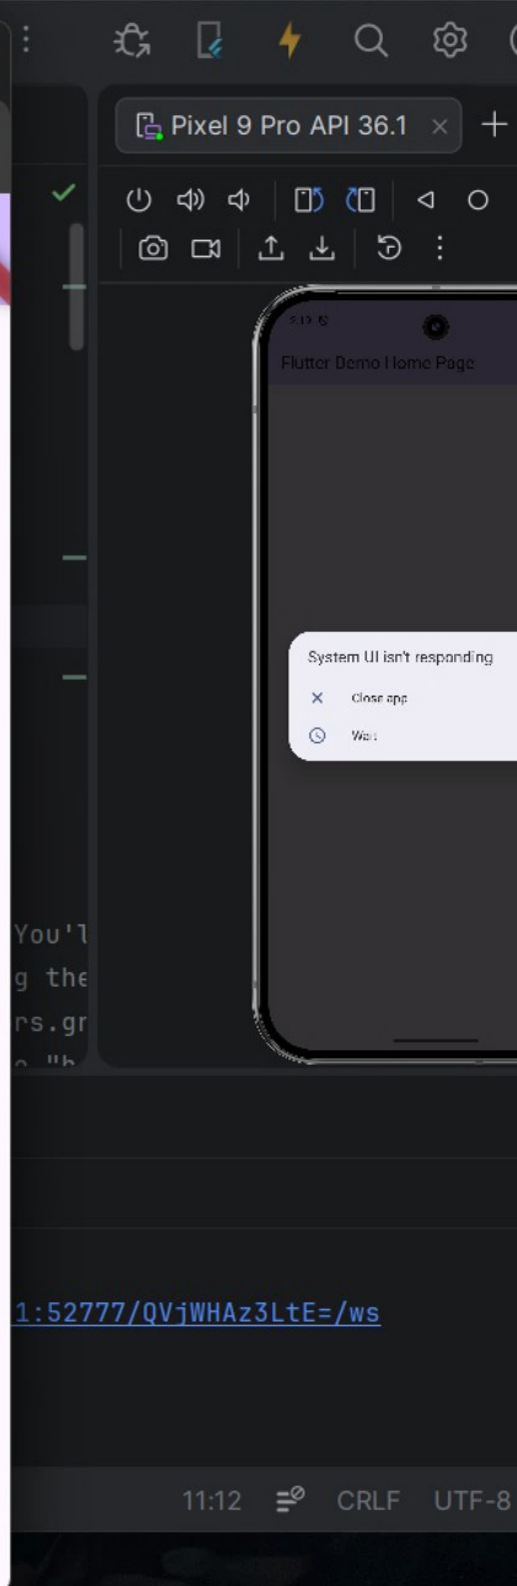 Pixel 9 Pro API 36.1
Flutter Demo Home Page
System UI isn't responding
Close app
Wait
You'l
g the
rs.gr
1:52777/QVjWHAz3LtE=/ws
11:12 CRLF UTF-8